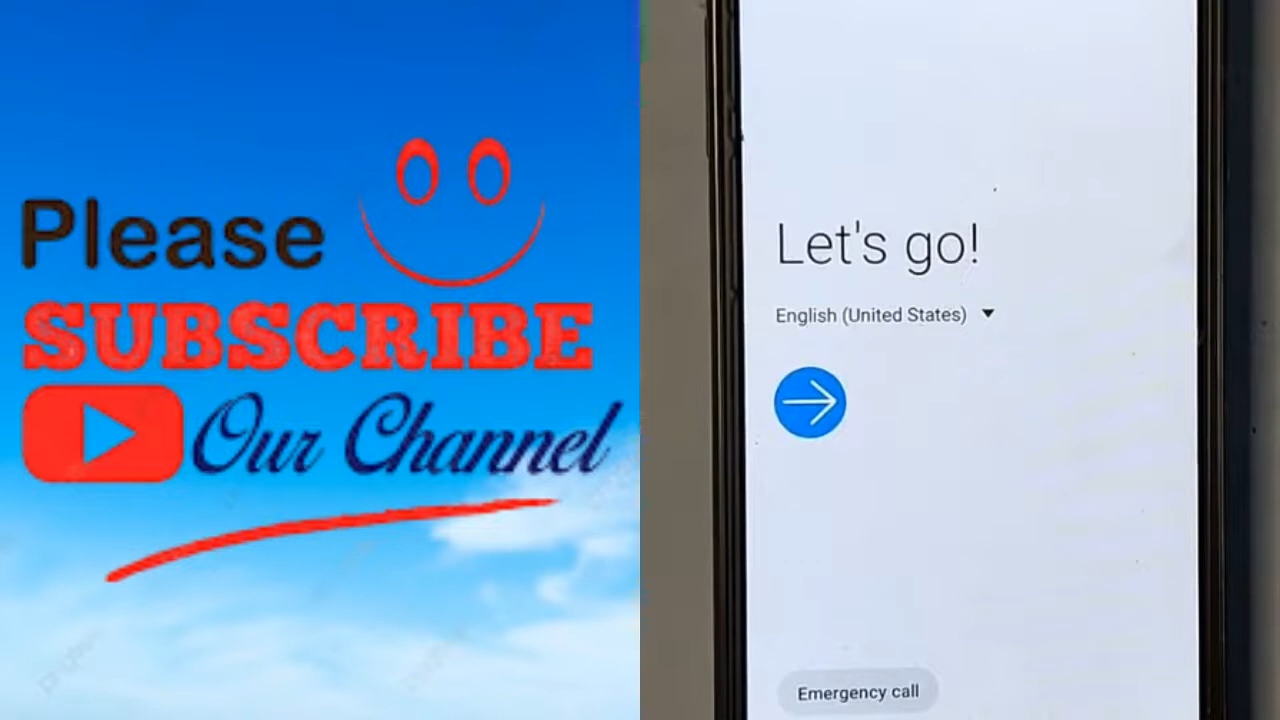 Please
SUBSCRIBE
Our Channel
Let's go!
English (United States)
Emergency call